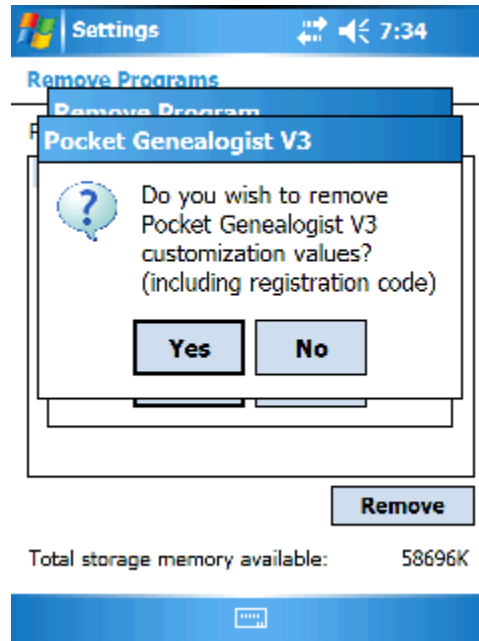 Settings 7:34
Remove Programs
Remove Program
Pocket Genealogist V3
Do you wish to remove
Pocket Genealogist V3
customization values?
(including registration code)
Yes No
Remove
Total storage memory available: 58696K